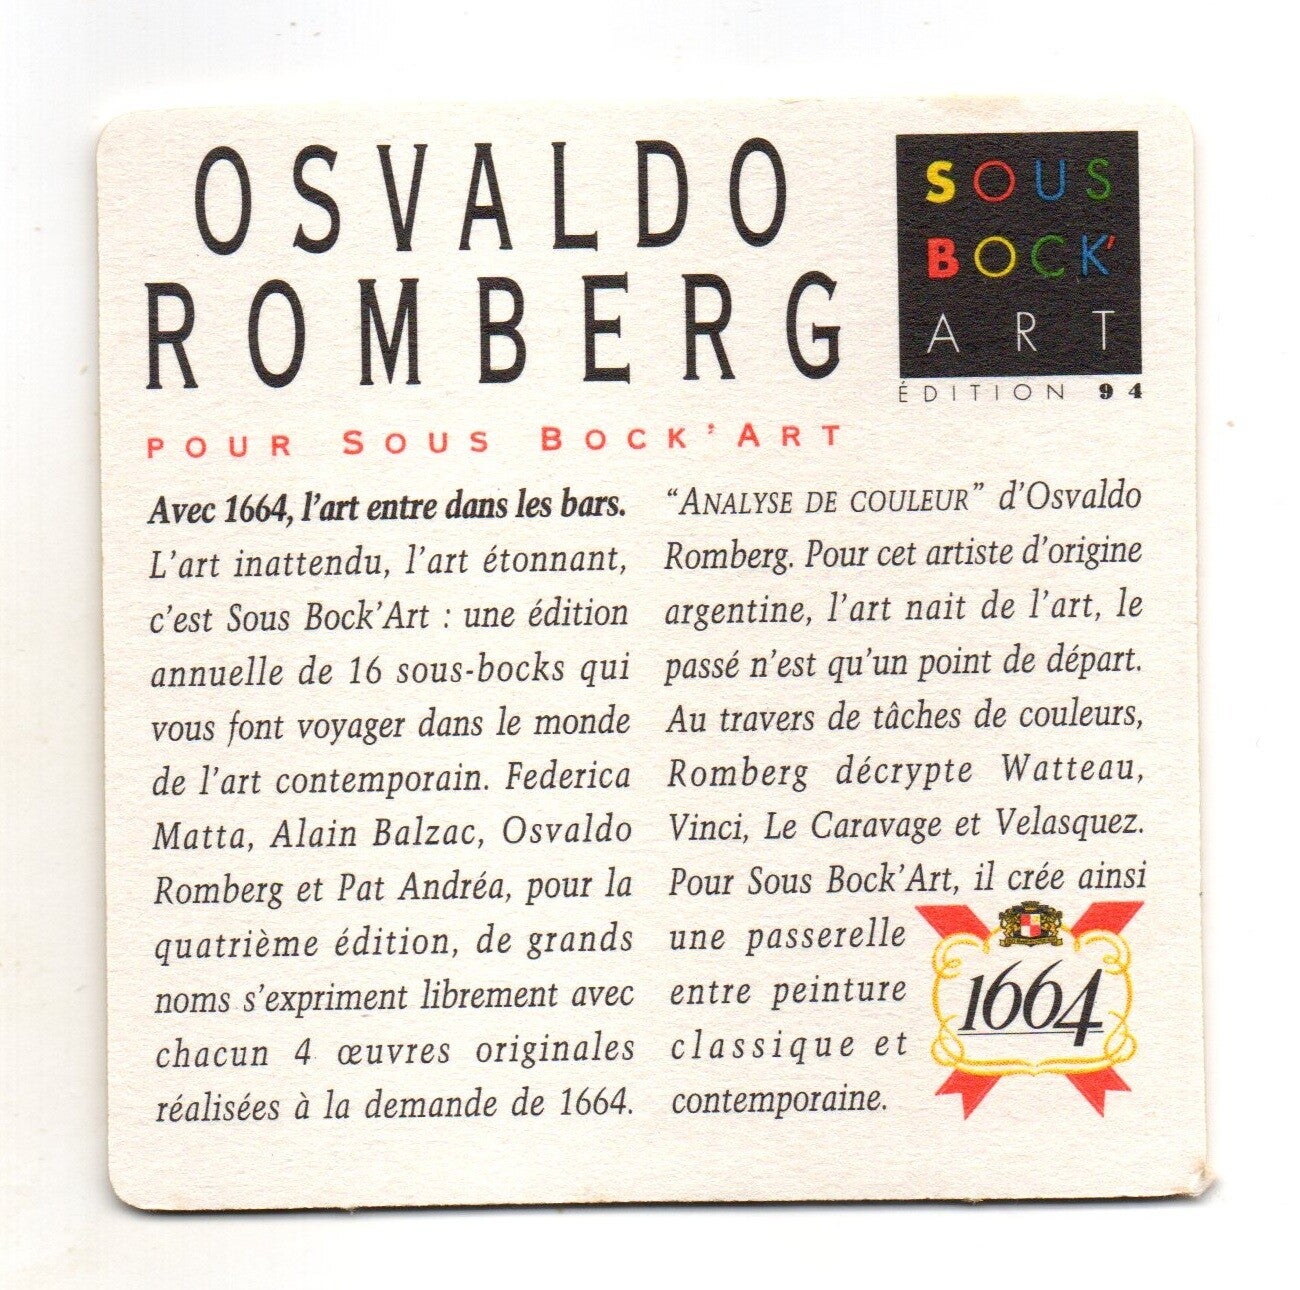 OSVALDO
ROMBERG
POUR SOUS BOCK'ART
SOUS
BOCK'
ART
ÉDITION 94
Avec 1664, l'art entre dans les bars.
L'art inattendu, l'art étonnant,
c'est Sous Bock'Art : une édition
annuelle de 16 sous-bocks qui
vous font voyager dans le monde
de l'art contemporain. Federica
Matta, Alain Balzac, Osvaldo
Romberg et Pat Andréa, pour la
quatrième édition, de grands
noms s'expriment librement avec
chacun 4 œuvres originales
réalisées à la demande de 1664.
"ANALYSE DE COULEUR" d'Osvaldo
Romberg. Pour cet artiste d'origine
argentine, l'art nait de l'art, le
passé n'est qu'un point de départ.
Au travers de tâches de couleurs,
Romberg décrypte Watteau,
Vinci, Le Caravage et Velasquez.
Pour Sous Bock'Art, il crée ainsi
une passerelle
entre peinture
classique et
contemporaine.
1664